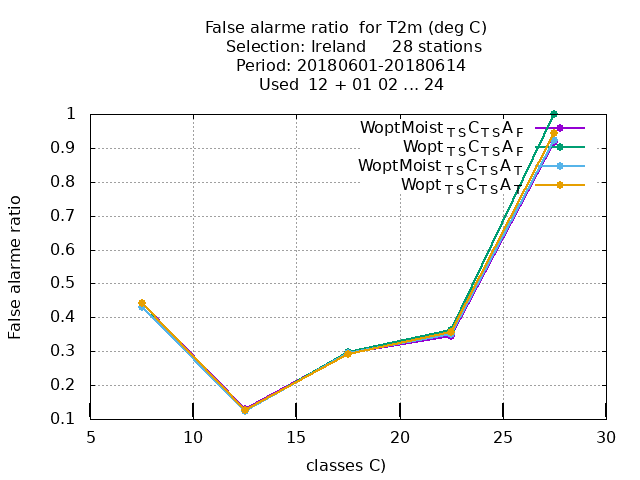 False alarme ratio  for T2m (deg C)
Selection: Ireland     28 stations
Period: 20180601-20180614
Used  12 + 01 02 ... 24
False alarme ratio
1
0.9
0.8
0.7
0.6
0.5
0.4
0.3
0.2
0.1
WoptMoist TS C TS A F
Wopt TS C TS A F
WoptMoist TS C TS A T
Wopt TS C TS A T
5 10 15 20 25 30
classes C)